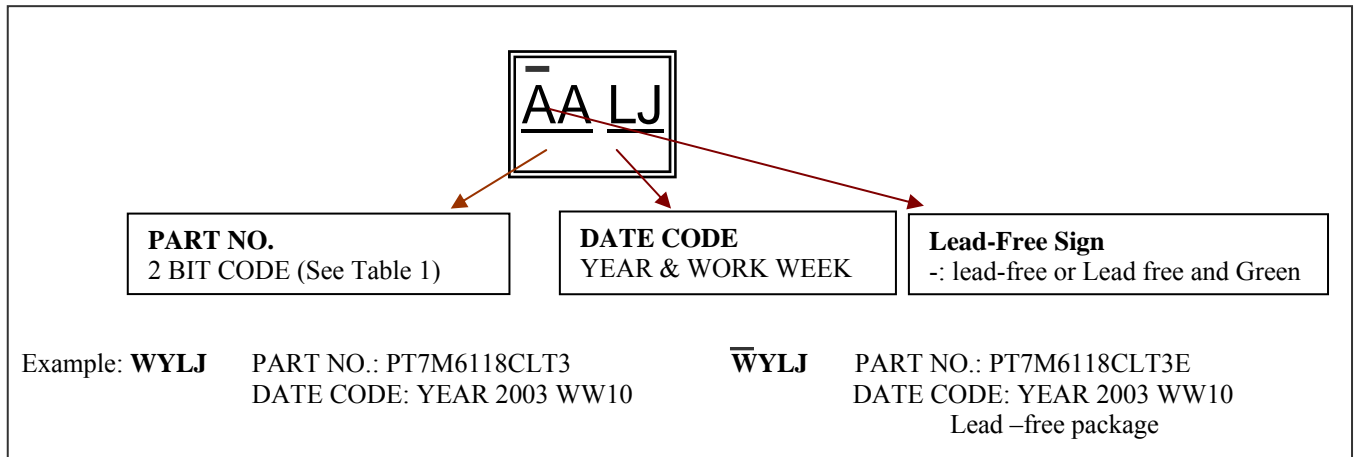 AA LJ
PART NO.
2 BIT CODE (See Table 1)
DATE CODE
YEAR & WORK WEEK
Lead-Free Sign
-: lead-free or Lead free and Green
Example: WYLJ PART NO.: PT7M6118CLT3
DATE CODE: YEAR 2003 WW10
W̅YLJ PART NO.: PT7M6118CLT3E
DATE CODE: YEAR 2003 WW10
Lead –free package